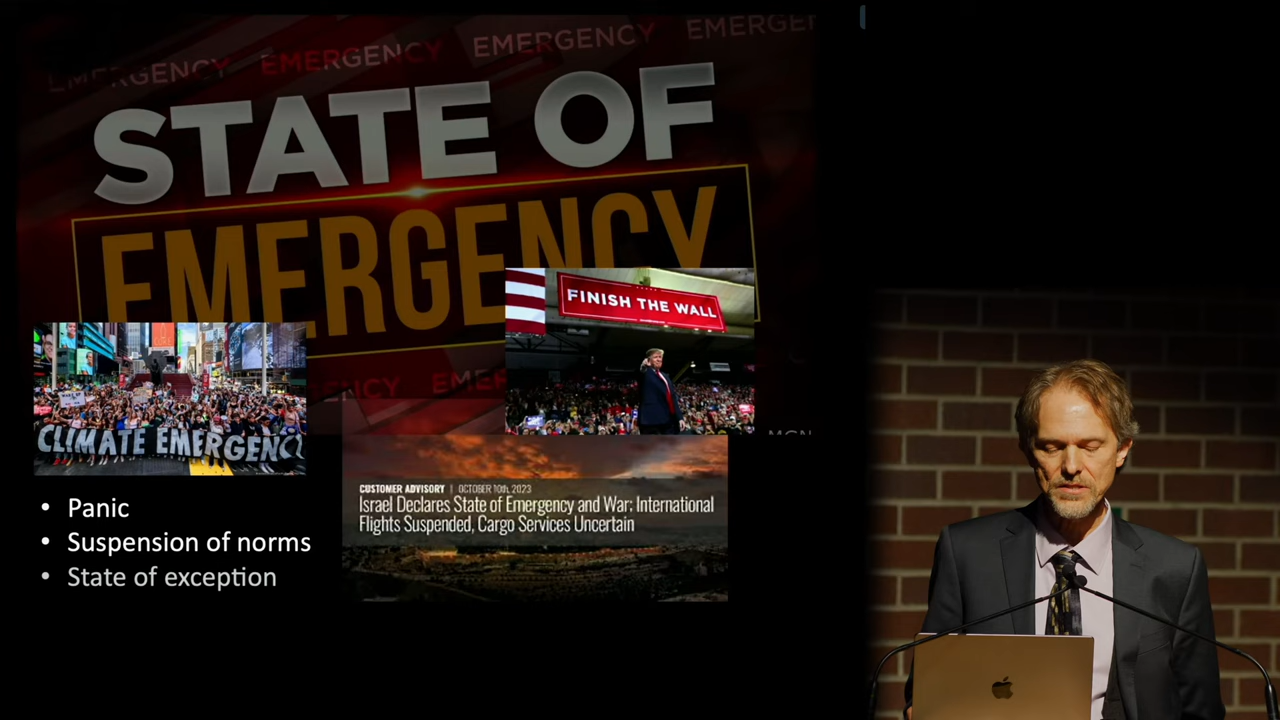 EMERGENCY EMERGENCY EMERGENCY EMERGEN
STATE OF
EMERGENCY
FINISH THE WALL
CLIMATE EMERGENCY
CUSTOMER ADVISORY | OCTOBER 10th, 2023
Israel Declares State of Emergency and War; International
Flights Suspended, Cargo Services Uncertain
• Panic
• Suspension of norms
• State of exception